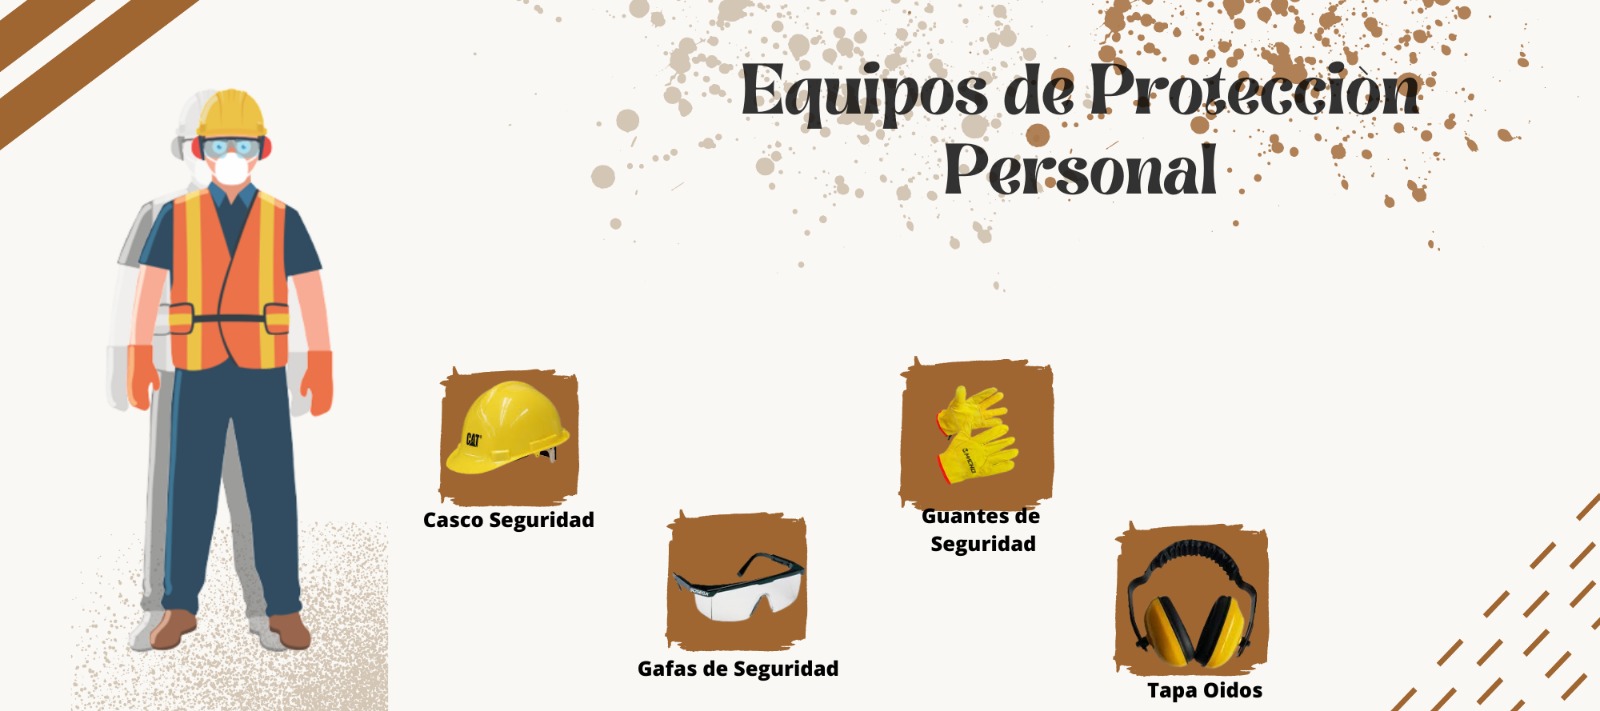 Equipos de Protecciòn
Personal
CAT
Casco Seguridad
Guantes de
Seguridad
Gafas de Seguridad
Tapa Oidos